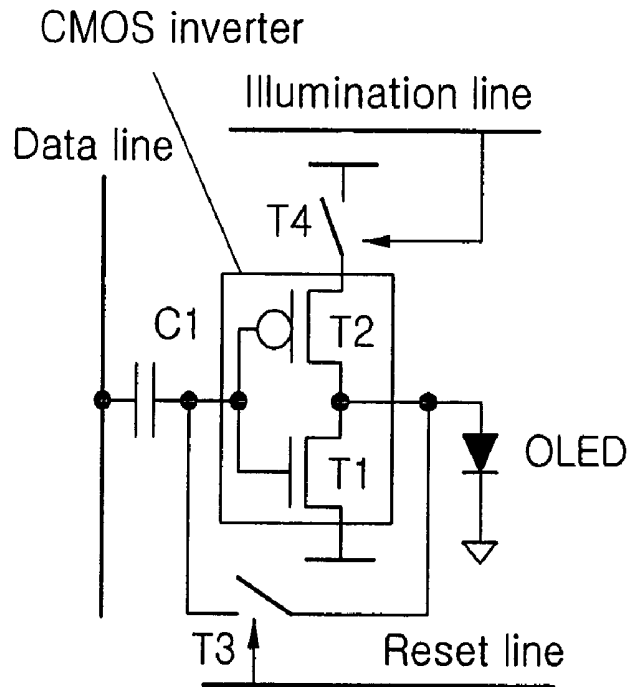 CMOS inverter
Illumination line
Data line
T4
C1
T2
OLED
T1
T3
Reset line